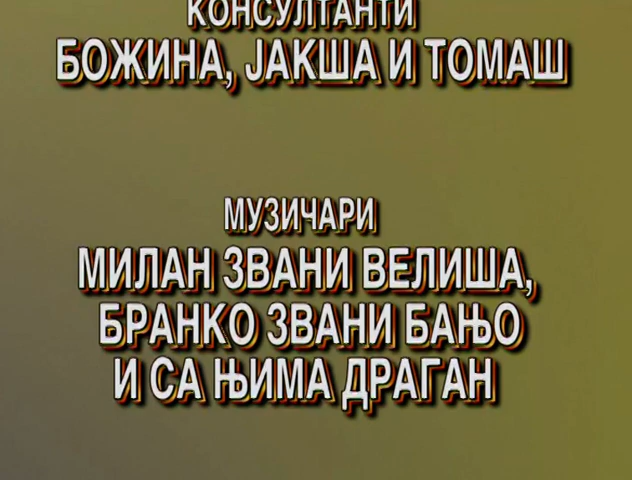 КОНСУЛТАНТИ
БОЖИНА, ЈАКША И ТОМАШ
МУЗИЧАРИ
МИЛАН ЗВАНИ ВЕЛИША,
БРАНКО ЗВАНИ БАЊО
И СА ЊИМА ДРАГАН